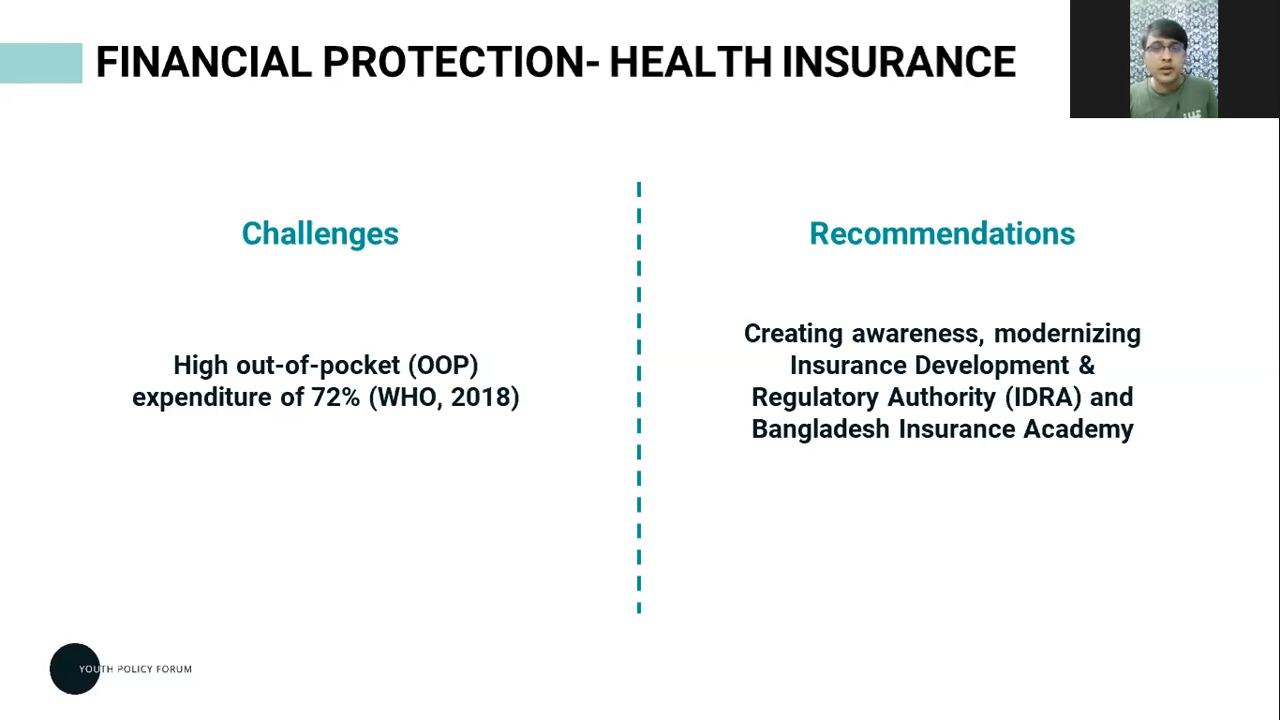 FINANCIAL PROTECTION- HEALTH INSURANCE
Challenges
High out-of-pocket (OOP)
expenditure of 72% (WHO, 2018)
Recommendations
Creating awareness, modernizing
Insurance Development &
Regulatory Authority (IDRA) and
Bangladesh Insurance Academy
YOUTH POLICY FORUM